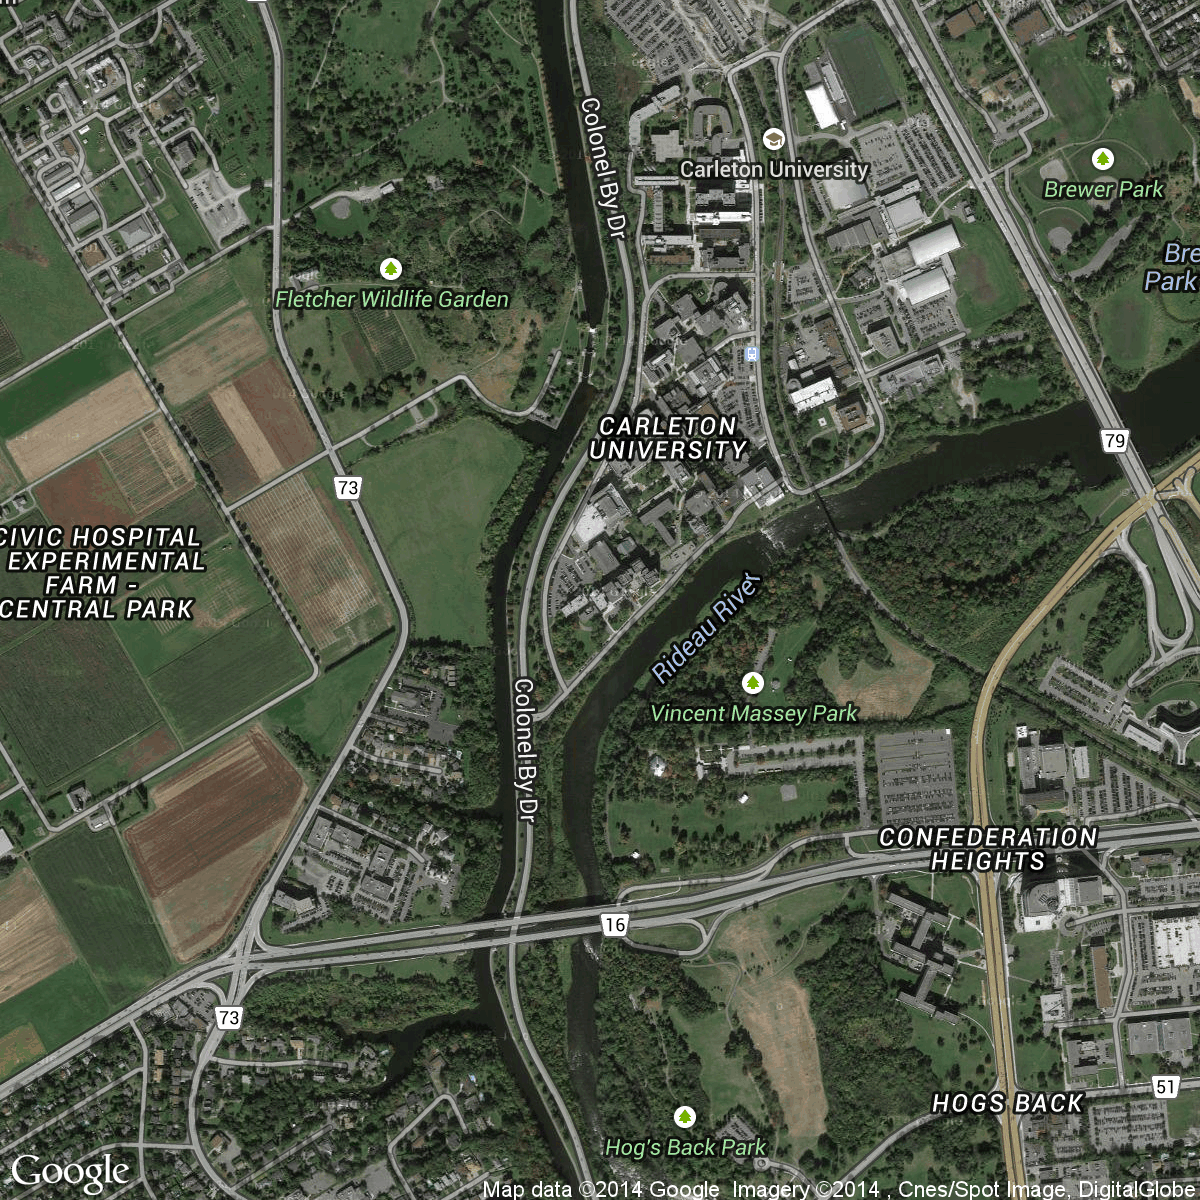 Colonel By Dr
Carleton University
Brewer Park
Bre
Park
Fletcher Wildlife Garden
CARLETON
UNIVERSITY
79
73
CIVIC HOSPITAL
EXPERIMENTAL
FARM -
CENTRAL PARK
Rideau River
Colonel By Dr
Vincent Massey Park
CONFEDERATION
HEIGHTS
16
73
51
HOGS BACK
Hog's Back Park
Google
Map data ©2014 Google Imagery ©2014 , Cnes/Spot Image, DigitalGlobe